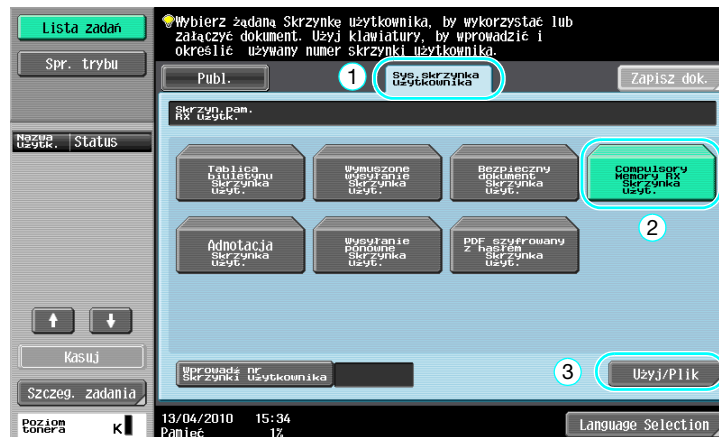 Lista zadań
Spr. trybu
Nazwa użytk.
Status
Kasuj
Szczeg. zadania
Poziom tonera
K
Wybierz żądaną Skrzynkę użytkownika, by wykorzystać lub
załączyć dokument. Użyj klawiatury, by wprowadzić i
określić używany numer skrzynki użytkownika.
Publ.
1
Sys.skrzynka
użytkownika
Zapisz dok.
Skrzyn.pam.
RX użytk.
Tablica
biuletynu
Skrzynka
użyt.
Wymuszone
wysyłanie
Skrzynka
użyt.
Bezpieczny
dokument
Skrzynka
użyt.
Compulsory
Memory RX
Skrzynka
użyt.
2
Adnotacja
Skrzynka
użyt.
Wysyłanie
ponowne
Skrzynka
użyt.
PDF szyfrowany
z hasłem
Skrzynka
użyt.
Wprowadź nr
Skrzynki użytkownika
3
Użyj/Plik
13/04/2010 15:34
Pamięć 1%
Language Selection